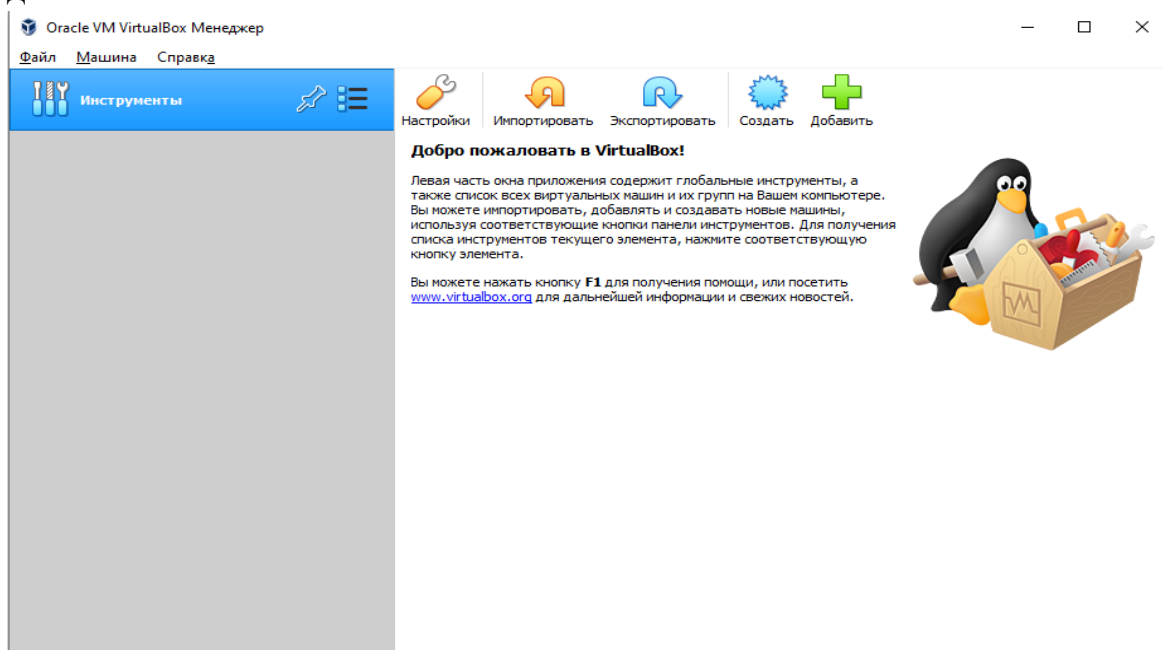 Oracle VM VirtualBox Менеджер
Файл Машина Справка
Инструменты
Настройки Импортировать Экспортировать Создать Добавить
Добро пожаловать в VirtualBox!
Левая часть окна приложения содержит глобальные инструменты, а
также список всех виртуальных машин и их групп на Вашем компьютере.
Вы можете импортировать, добавлять и создавать новые машины,
используя соответствующие кнопки панели инструментов. Для получения
списка инструментов текущего элемента, нажмите соответствующую
кнопку элемента.
Вы можете нажать кнопку F1 для получения помощи, или посетить
www.virtualbox.org для дальнейшей информации и свежих новостей.